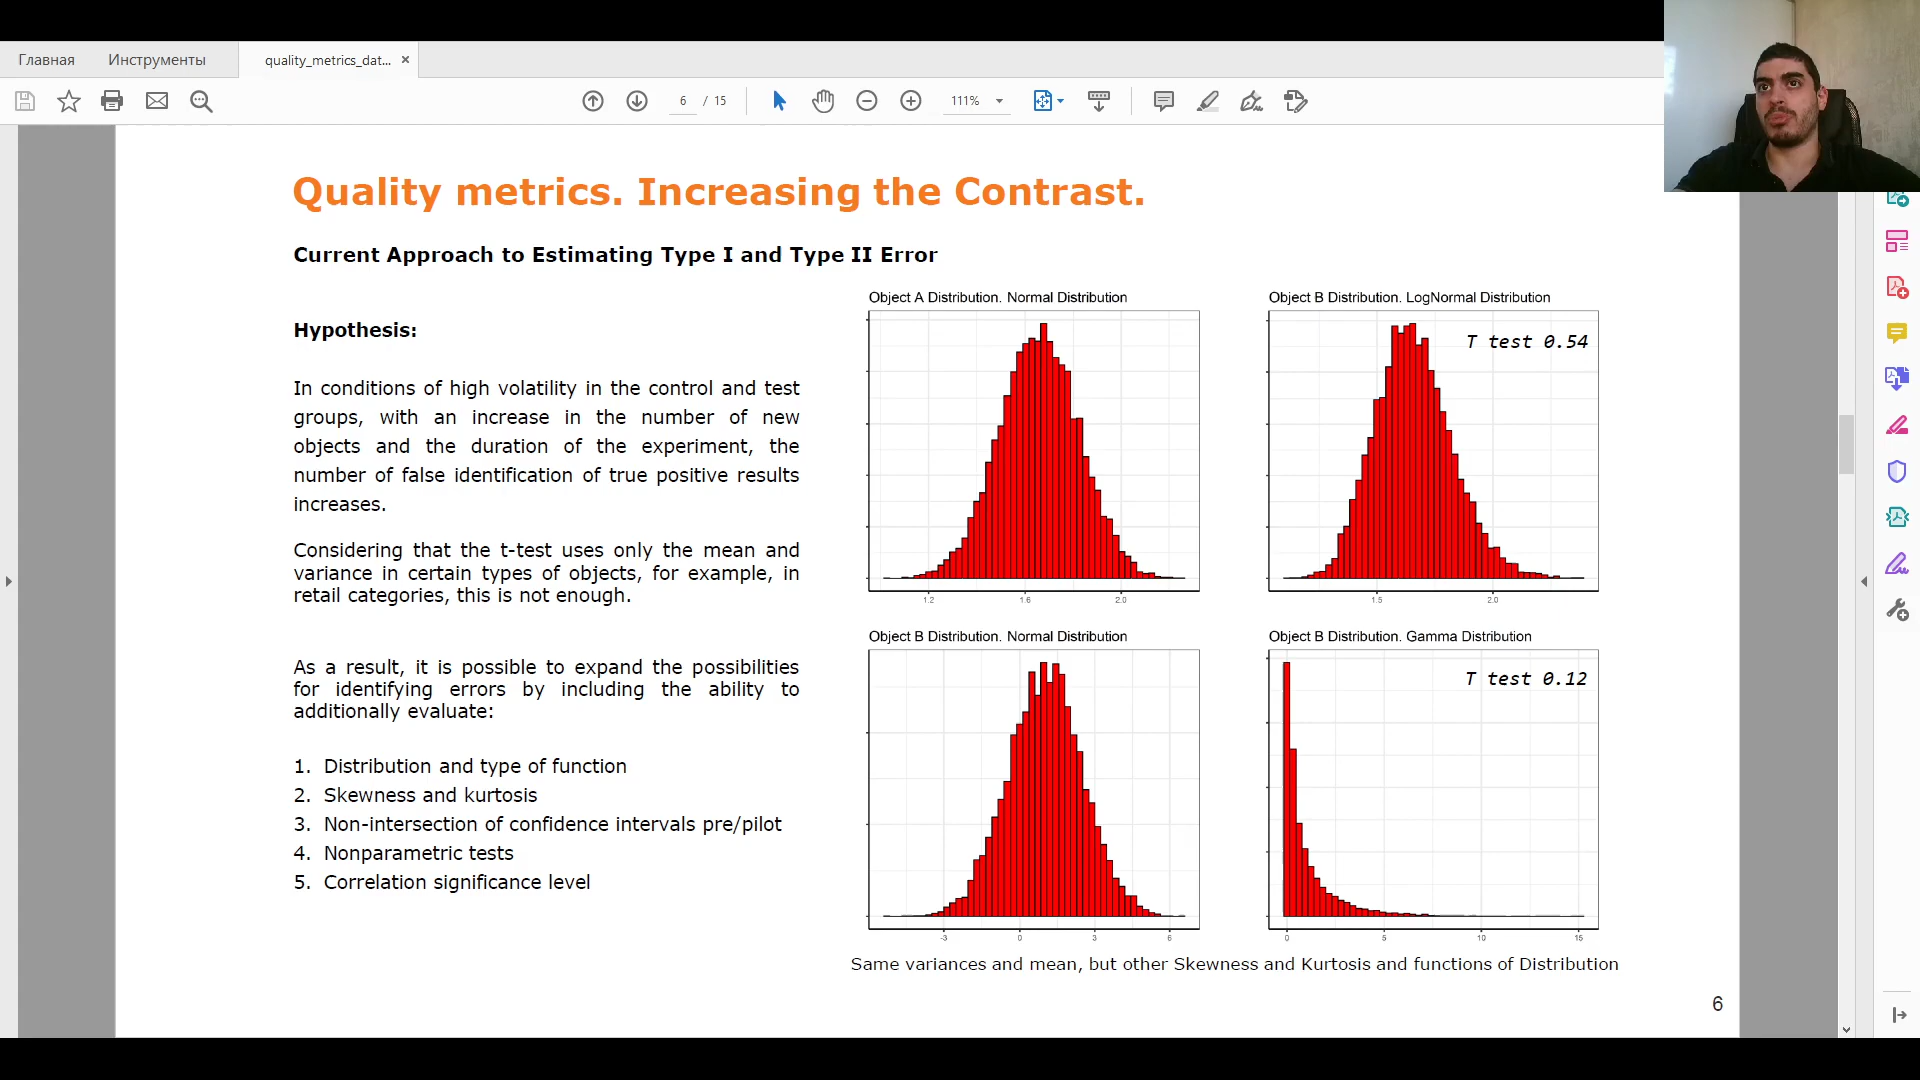 Главная Инструменты quality_metrics_dat...
6 / 15 111%
Quality metrics. Increasing the Contrast.
Current Approach to Estimating Type I and Type II Error
Hypothesis:
In conditions of high volatility in the control and test
groups, with an increase in the number of new
objects and the duration of the experiment, the
number of false identification of true positive results
increases.
Considering that the t-test uses only the mean and
variance in certain types of objects, for example, in
retail categories, this is not enough.
As a result, it is possible to expand the possibilities
for identifying errors by including the ability to
additionally evaluate:
1. Distribution and type of function
2. Skewness and kurtosis
3. Non-intersection of confidence intervals pre/pilot
4. Nonparametric tests
5. Correlation significance level
Object A Distribution. Normal Distribution
1.2 1.6 2.0
Object B Distribution. LogNormal Distribution
T test 0.54
1.5 2.0
Object B Distribution. Normal Distribution
-3 0 3 6
Object B Distribution. Gamma Distribution
T test 0.12
0 5 10 15
Same variances and mean, but other Skewness and Kurtosis and functions of Distribution
6